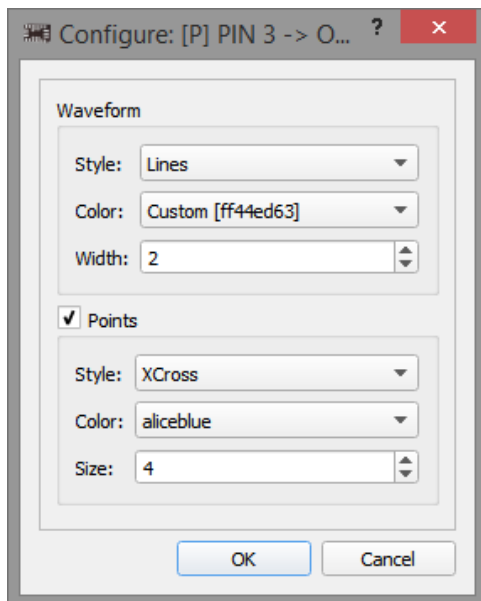 Configure: [P] PIN 3 -> O... ?
Waveform
Style: Lines
Color: Custom [ff44ed63]
Width: 2
Points
Style: XCross
Color: aliceblue
Size: 4
OK Cancel